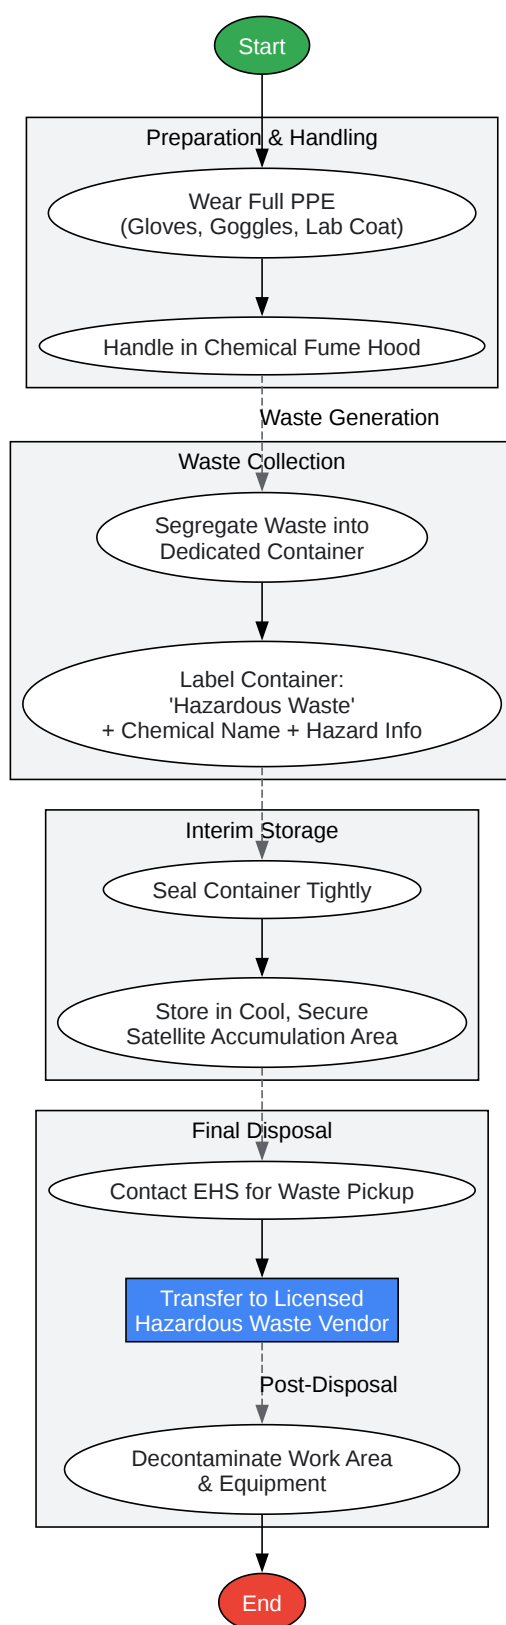 Start
Preparation & Handling
Wear Full PPE
(Gloves, Goggles, Lab Coat)
Handle in Chemical Fume Hood
Waste Generation
Waste Collection
Segregate Waste into
Dedicated Container
Label Container:
'Hazardous Waste'
+ Chemical Name + Hazard Info
Interim Storage
Seal Container Tightly
Store in Cool, Secure
Satellite Accumulation Area
Final Disposal
Contact EHS for Waste Pickup
Transfer to Licensed
Hazardous Waste Vendor
Post-Disposal
Decontaminate Work Area
& Equipment
End